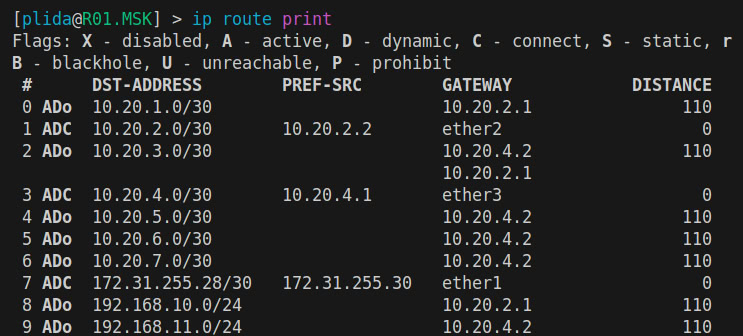 [plida@R01.MSK] > ip route print
Flags: X - disabled, A - active, D - dynamic, C - connect, S - static, r
B - blackhole, U - unreachable, P - prohibit
 #      DST-ADDRESS        PREF-SRC        GATEWAY            DISTANCE
 0 ADo  10.20.1.0/30                       10.20.2.1               110
 1 ADC  10.20.2.0/30       10.20.2.2       ether2                    0
 2 ADo  10.20.3.0/30                       10.20.4.2               110
                                           10.20.2.1
 3 ADC  10.20.4.0/30       10.20.4.1       ether3                    0
 4 ADo  10.20.5.0/30                       10.20.4.2               110
 5 ADo  10.20.6.0/30                       10.20.4.2               110
 6 ADo  10.20.7.0/30                       10.20.4.2               110
 7 ADC  172.31.255.28/30   172.31.255.30   ether1                    0
 8 ADo  192.168.10.0/24                    10.20.2.1               110
 9 ADo  192.168.11.0/24                    10.20.4.2               110